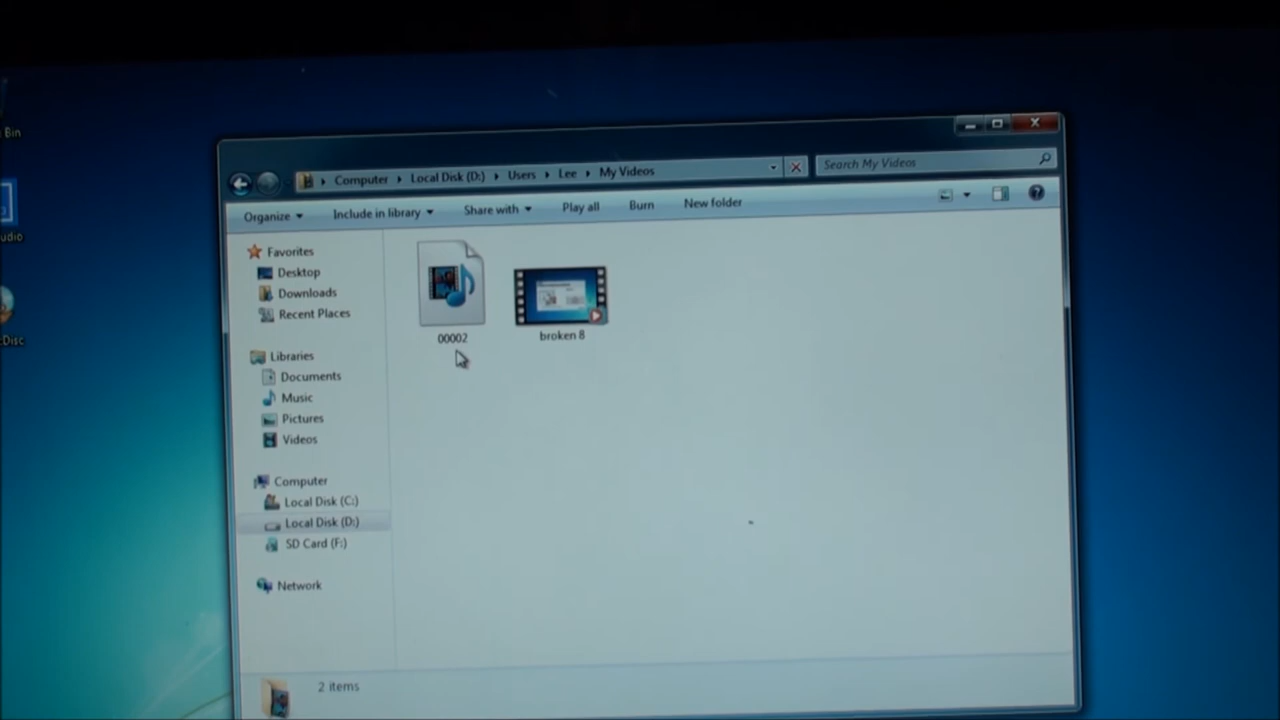 Bin
Computer Local Disk (D:) Users Lee My Videos
Search My Videos
Organize Include in library Share with Play all Burn New folder
Favorites
Desktop
Downloads
Recent Places
Libraries
Documents
Music
Pictures
Videos
Computer
Local Disk (C:)
Local Disk (D:)
SD Card (F:)
Network
00002
broken 8
udio
Disc
2 items